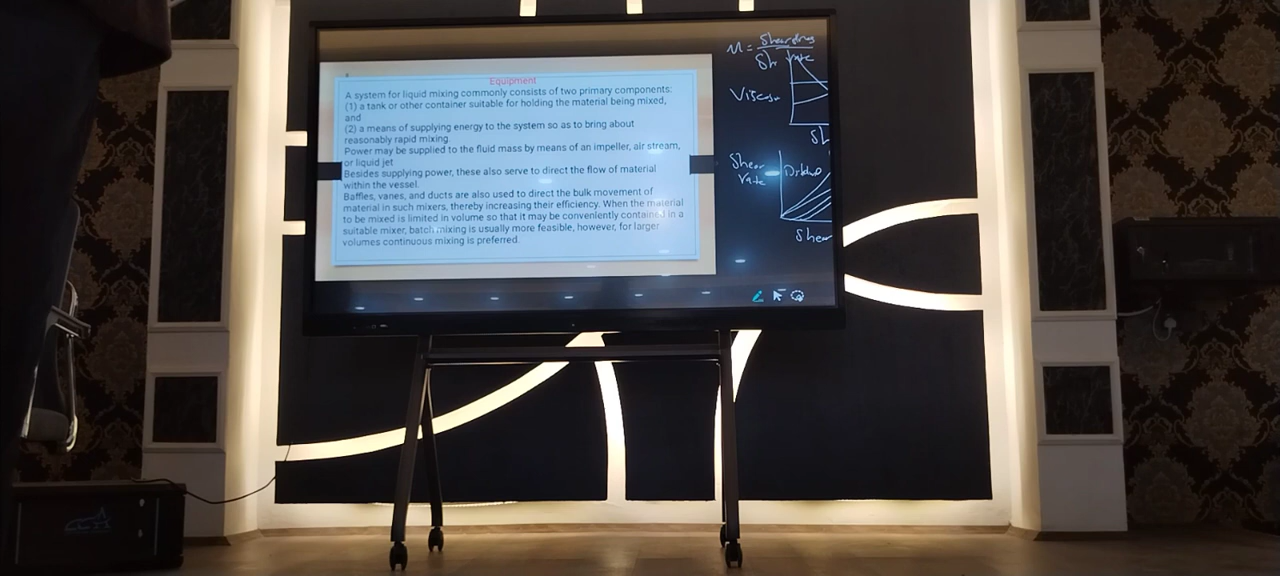 Equipment
A system for liquid mixing commonly consists of two primary components:
(1) a tank or other container suitable for holding the material being mixed,
and
(2) a means of supplying energy to the system so as to bring about
reasonably rapid mixing
Power may be supplied to the fluid mass by means of an impeller, air stream,
or liquid jet
Besides supplying power, these also serve to direct the flow of material
within the vessel.
Baffles, vanes, and ducts are also used to direct the bulk movement of
material in such mixers, thereby increasing their efficiency. When the material
to be mixed is limited in volume so that it may be conveniently contained in a
suitable mixer, batch mixing is usually more feasible, however, for larger
volumes continuous mixing is preferred.
rate
Sh
Shear
rate
Shear